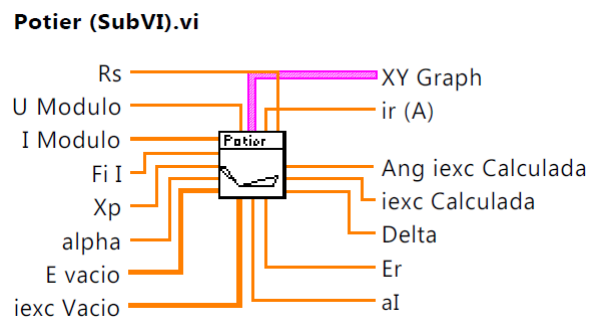 Potier (SubVI).vi
Rs
U Modulo
I Modulo
Fi I
Xp
alpha
E vacio
iexc Vacio
Potier
XY Graph
ir (A)
Ang iexc Calculada
iexc Calculada
Delta
Er
aI